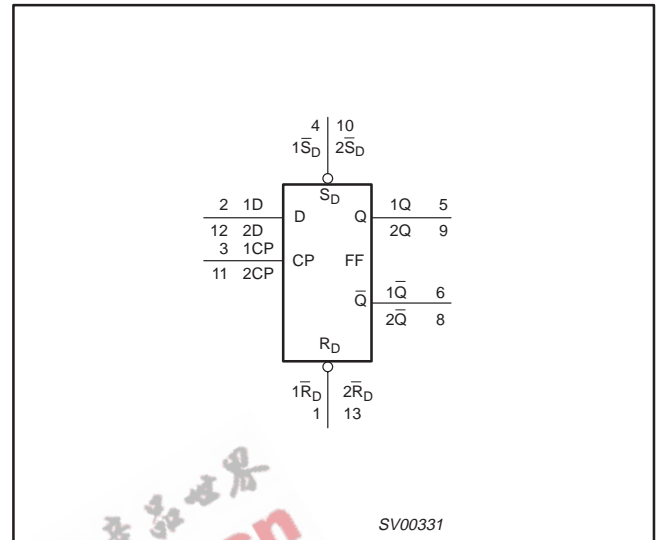 4 10
1S̅D 2S̅D
SD
2 1D D Q 1Q 5
12 2D 2Q 9
3 1CP CP FF
11 2CP
Q̅ 1Q̅ 6
2Q̅ 8
RD
1R̅D 2R̅D
1 13
SV00331